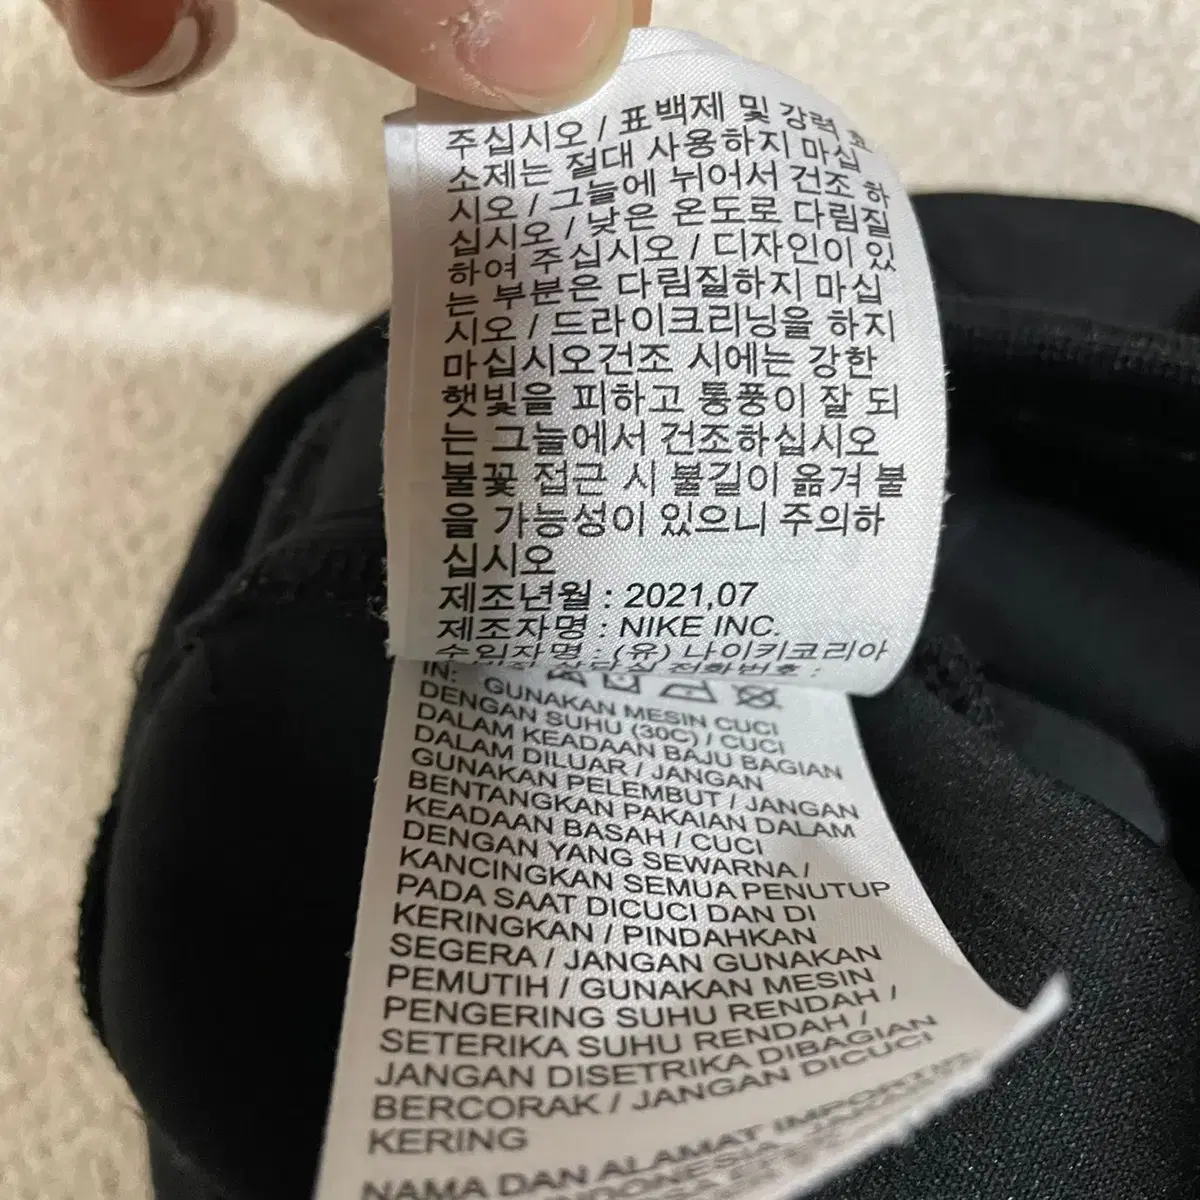 주십시오 / 표백제 및 강력 효
소제는 절대 사용하지 마십
시오 / 그늘에 뉘어서 건조 하
십시오 / 낮은 온도로 다림질
하여 주십시오 / 디자인이 있
는 부분은 다림질하지 마십
시오 / 드라이크리닝을 하지
마십시오건조 시에는 강한
햇빛을 피하고 통풍이 잘 되
는 그늘에서 건조하십시오
불꽃 접근 시 불길이 옮겨 붙
을 가능성이 있으니 주의하
십시오
제조년월 : 2021,07
제조자명 : NIKE INC.
수입자명 : (유) 나이키코리아
상담실 전화번호 :
IN: GUNAKAN MESIN CUCI
DENGAN SUHU (30C) / CUCI
DALAM KEADAAN BAJU BAGIAN
DALAM DILUAR / JANGAN
GUNAKAN PELEMBUT / JANGAN
BENTANGKAN PAKAIAN DALAM
KEADAAN BASAH / CUCI
DENGAN YANG SEWARNA /
KANCINGKAN SEMUA PENUTUP
PADA SAAT DICUCI DAN DI
KERINGKAN / PINDAHKAN
SEGERA / JANGAN GUNAKAN
PEMUTIH / GUNAKAN MESIN
PENGERING SUHU RENDAH /
SETERIKA SUHU RENDAH /
JANGAN DISETRIKA DIBAGIAN
BERCORAK / JANGAN DICUCI
KERING
NAMA DAN ALAMAT IMPORTIR
INDONESIA